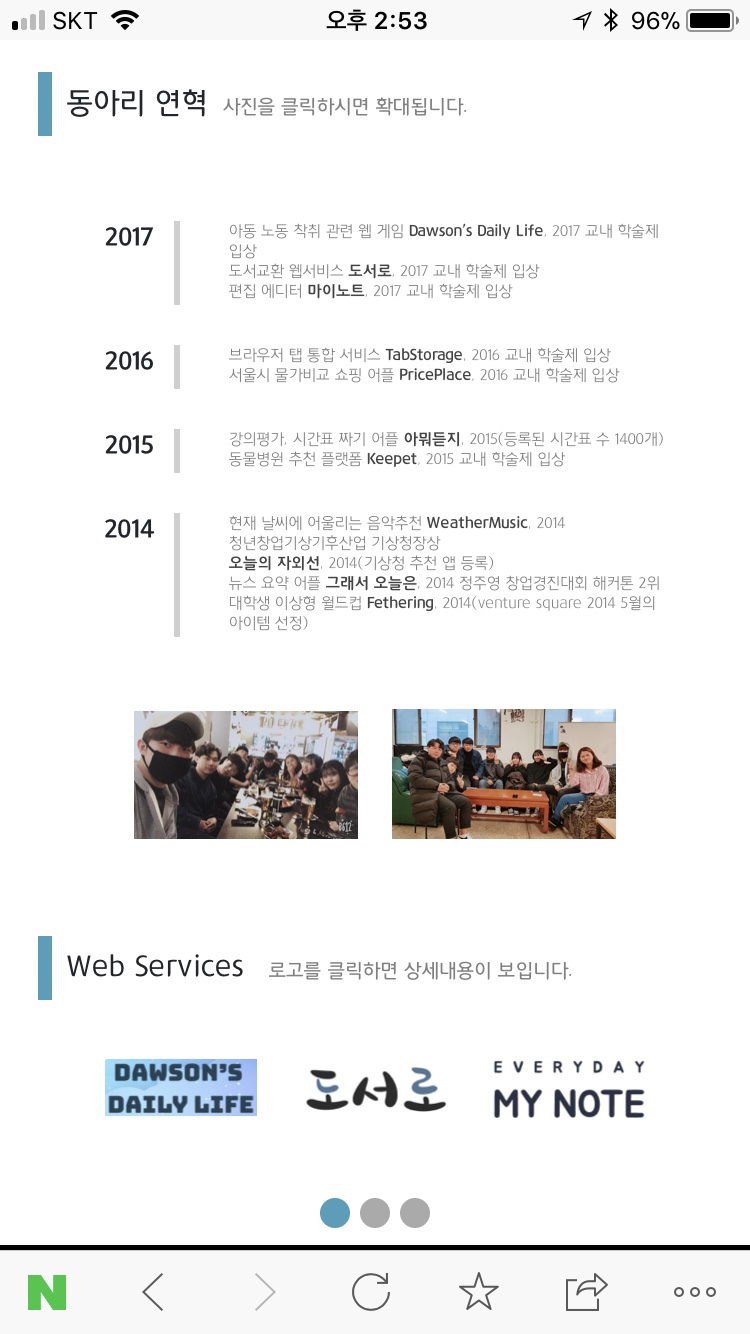 SKT 오후 2:53 96%
동아리 연혁 사진을 클릭하시면 확대됩니다.
2017
아동 노동 착취 관련 웹 게임 Dawson's Daily Life, 2017 교내 학술제
입상
도서교환 웹서비스 도서로, 2017 교내 학술제 입상
편집 에디터 마이노트, 2017 교내 학술제 입상
2016
브라우저 탭 통합 서비스 TabStorage, 2016 교내 학술제 입상
서울시 물가비교 쇼핑 어플 PricePlace, 2016 교내 학술제 입상
2015
강의평가, 시간표 짜기 어플 아뭐듣지, 2015(등록된 시간표 수 1400개)
동물병원 추천 플랫폼 Keepet, 2015 교내 학술제 입상
2014
현재 날씨에 어울리는 음악추천 WeatherMusic, 2014
청년창업기상기후산업 기상청장상
오늘의 자외선, 2014(기상청 추천 앱 등록)
뉴스 요약 어플 그래서 오늘은, 2014 정주영 창업경진대회 해커톤 2위
대학생 이상형 월드컵 Fethering, 2014(venture square 2014 5월의
아이템 선정)
Web Services 로고를 클릭하면 상세내용이 보입니다.
DAWSON'S
DAILY LIFE
도서로
EVERYDAY
MY NOTE
N